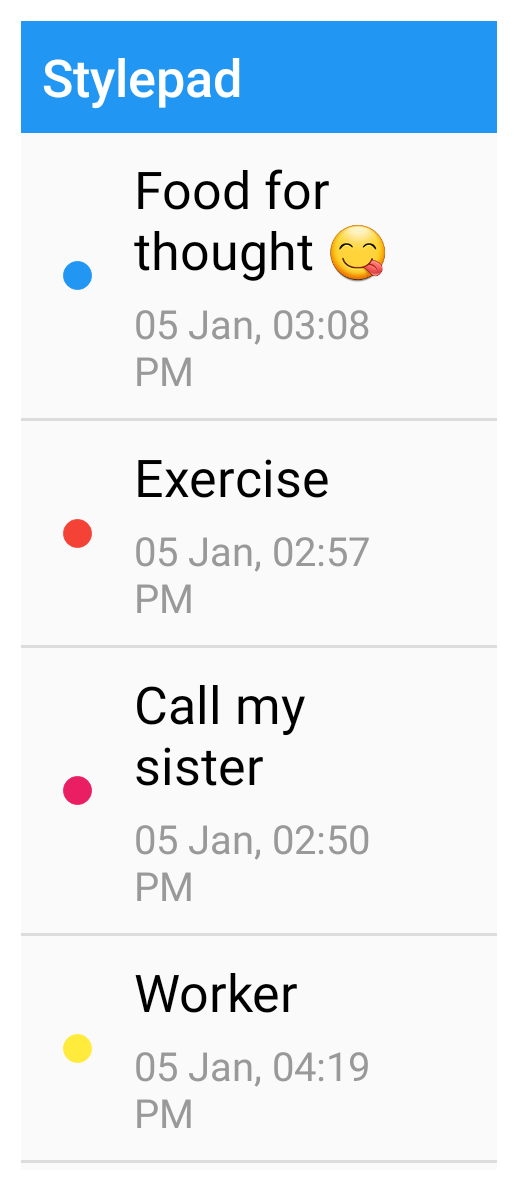 Stylepad
Food for
thought 😋
05 Jan, 03:08
PM
Exercise
05 Jan, 02:57
PM
Call my
sister
05 Jan, 02:50
PM
Worker
05 Jan, 04:19
PM